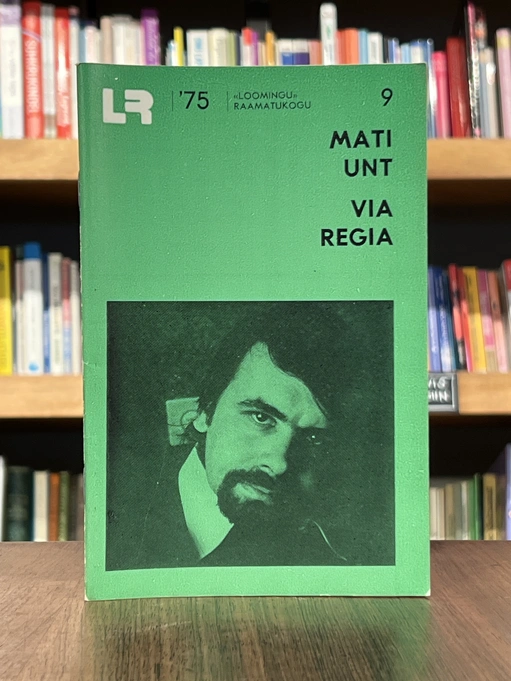 LR
'75
«LOOMINGU»
RAAMATUKOGU
9
MATI
UNT
VIA
REGIA